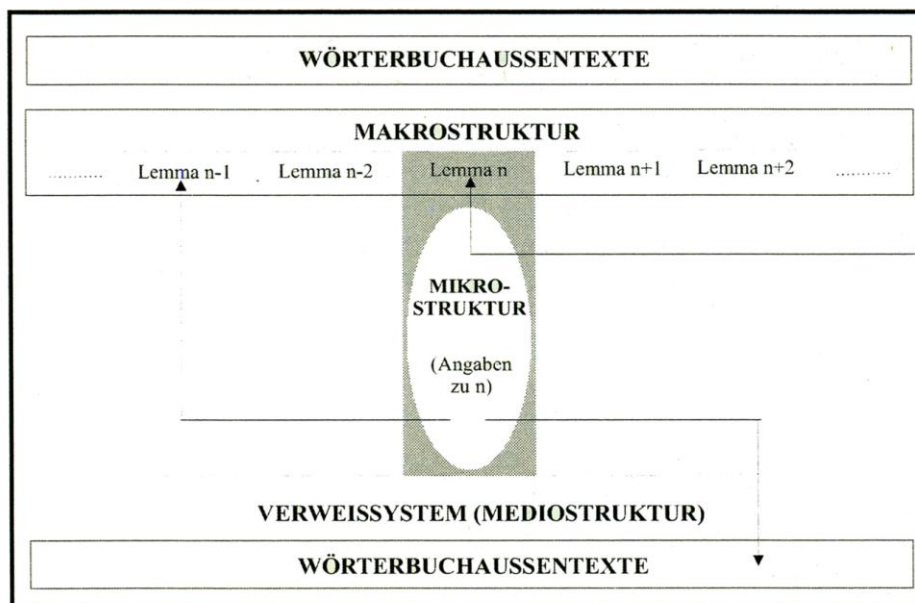 WÖRTERBUCHAUSSENTEXTE
MAKROSTRUKTUR
.......... Lemma n-1 Lemma n-2 Lemma n Lemma n+1 Lemma n+2 ..........
MIKRO-
STRUKTUR
(Angaben
zu n)
VERWEISSYSTEM (MEDIOSTRUKTUR)
WÖRTERBUCHAUSSENTEXTE